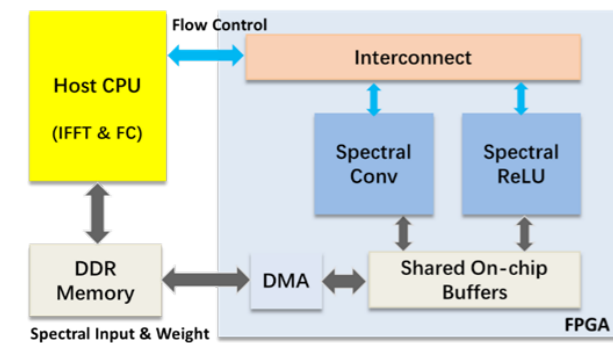 Flow Control
Host CPU
(IFFT & FC)
Interconnect
Spectral
Conv
Spectral
ReLU
DDR
Memory
DMA
Shared On-chip
Buffers
Spectral Input & Weight
FPGA